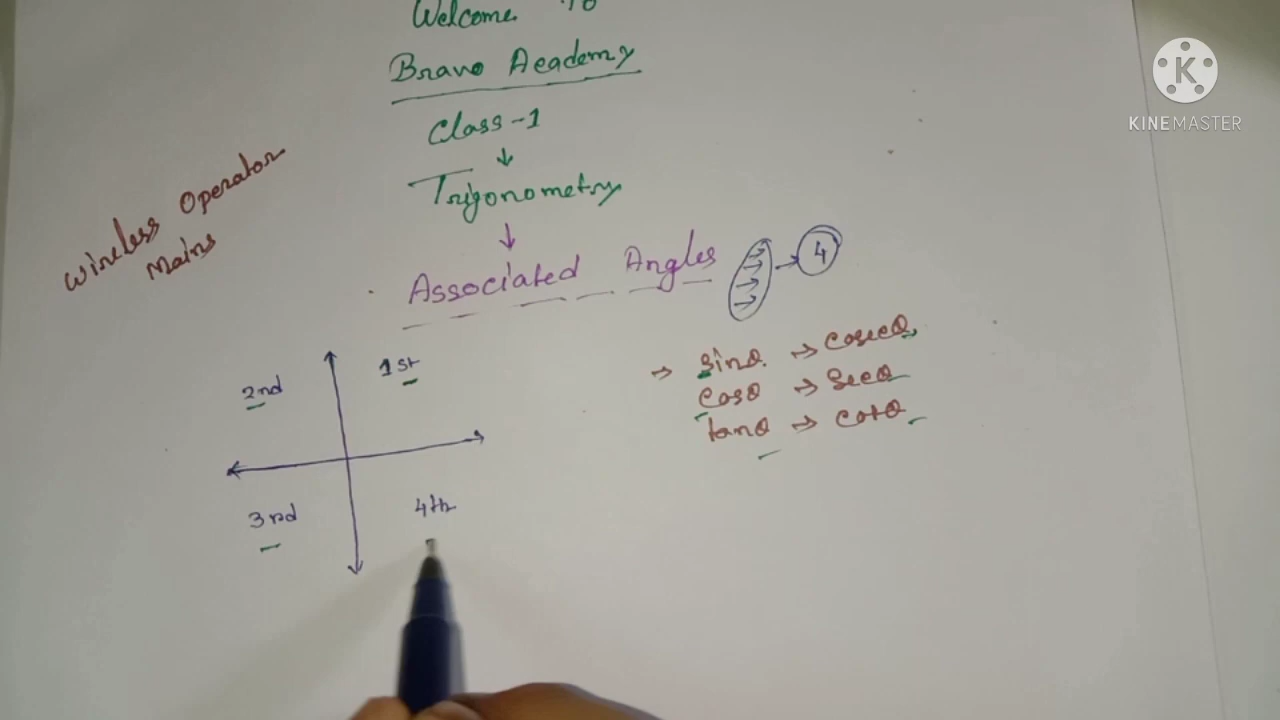 Welcome To
Bravo Academy
Class-1
Trigonometry
Associated Angles
4
Wireless Operator
Mains
2nd
1st
3nd
4th
→ sinθ → cosecθ
cosθ → secθ
tanθ → cotθ
K
KINEMASTER